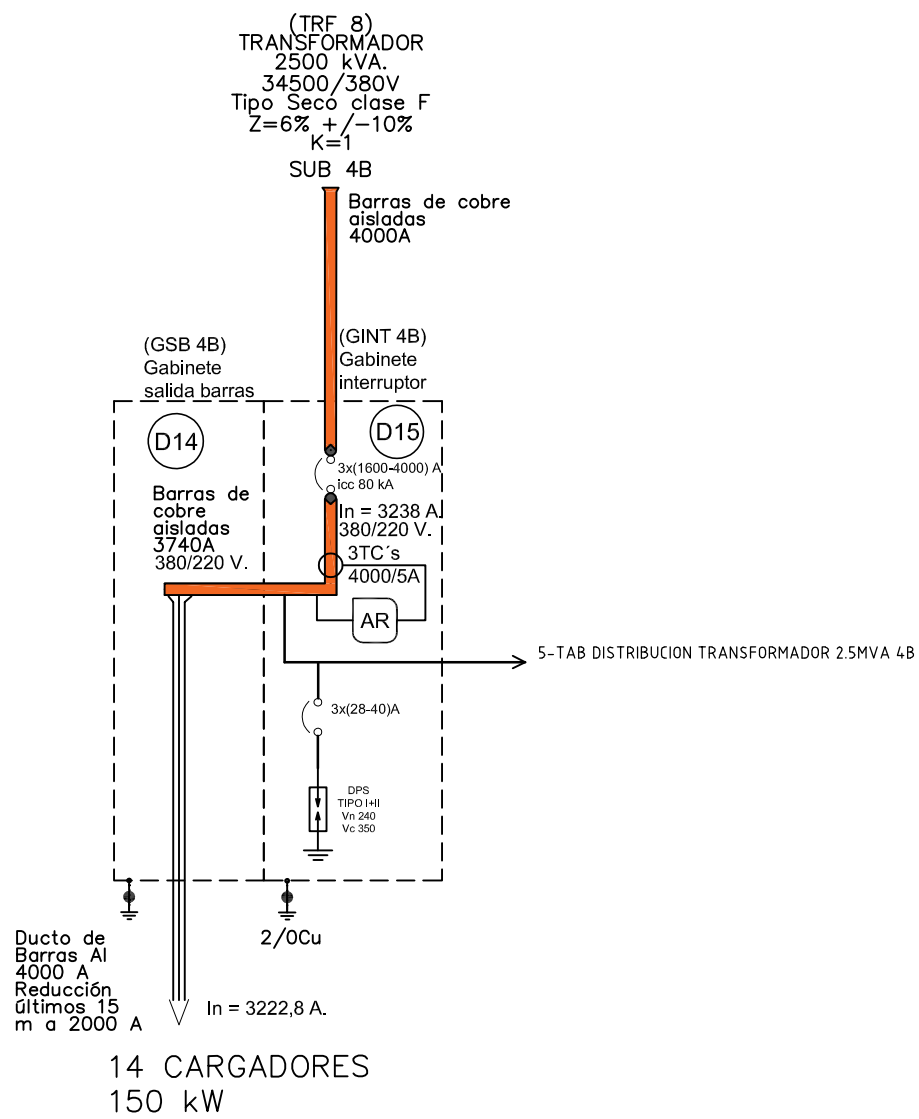 (TRF 8)
TRANSFORMADOR
2500 kVA.
34500/380V
Tipo Seco clase F
Z=6% +/-10%
K=1
SUB 4B
Barras de cobre
aisladas
4000A
(GSB 4B)
Gabinete
salida barras
(GINT 4B)
Gabinete
interruptor
D14
D15
3x(1600-4000) A
icc 80 kA
Barras de
cobre
aisladas
3740A
380/220 V.
In = 3238 A.
380/220 V.
3TC´s
4000/5A
AR
5-TAB DISTRIBUCION TRANSFORMADOR 2.5MVA 4B
3x(28-40)A
DPS
TIPO I+II
Vn 240
Vc 350
2/0Cu
Ducto de
Barras Al
4000 A
Reducción
últimos 15
m a 2000 A
In = 3222,8 A.
14 CARGADORES
150 kW